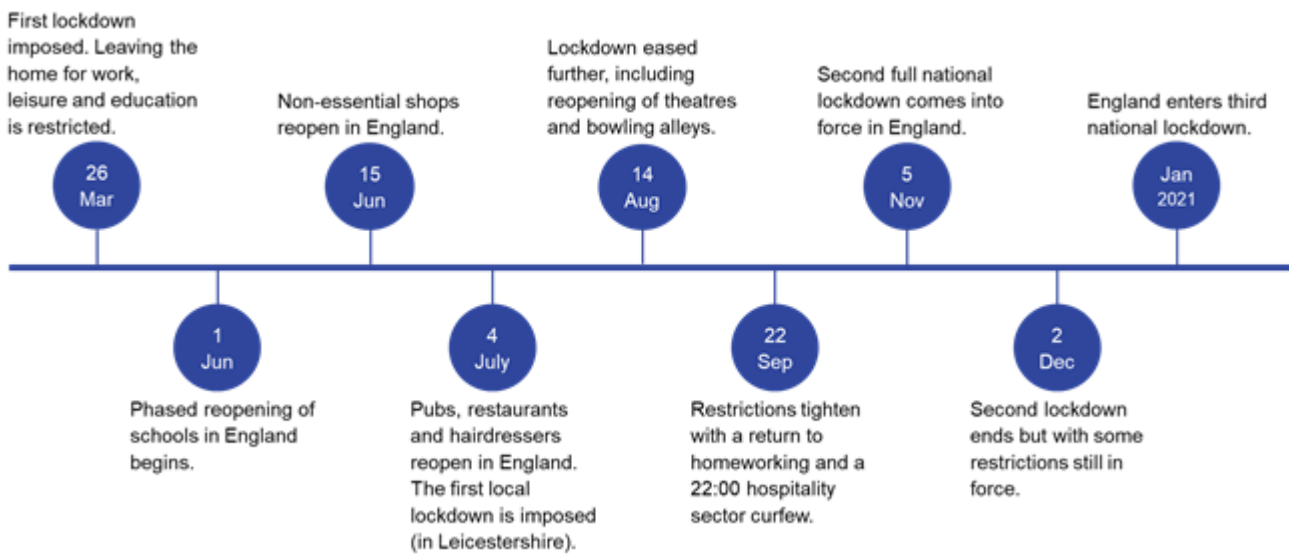 First lockdown
imposed. Leaving the
home for work,
leisure and education
is restricted.
26
Mar
1
Jun
Phased reopening of
schools in England
begins.
Non-essential shops
reopen in England.
15
Jun
4
July
Pubs, restaurants
and hairdressers
reopen in England.
The first local
lockdown is imposed
(in Leicestershire).
Lockdown eased
further, including
reopening of theatres
and bowling alleys.
14
Aug
22
Sep
Restrictions tighten
with a return to
homeworking and a
22:00 hospitality
sector curfew.
Second full national
lockdown comes into
force in England.
5
Nov
2
Dec
Second lockdown
ends but with some
restrictions still in
force.
England enters third
national lockdown.
Jan
2021